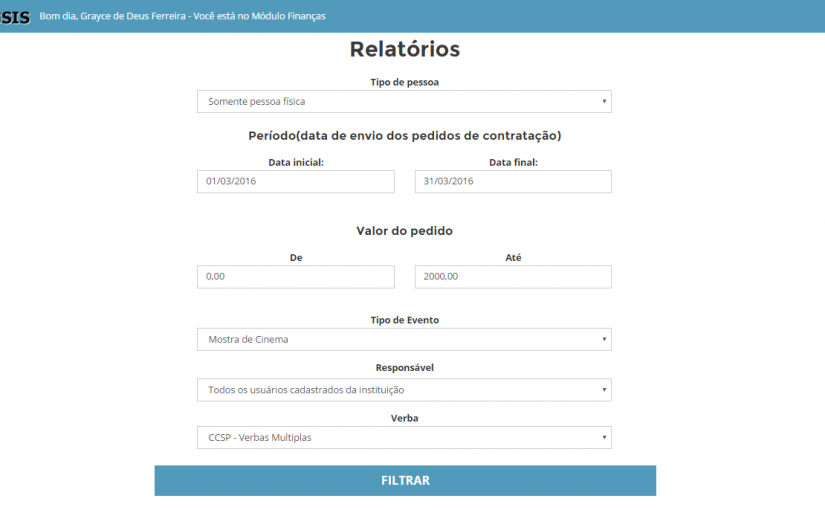 SIS Bom dia, Grayce de Deus Ferreira - Você está no Módulo Finanças
Relatórios
Tipo de pessoa
Somente pessoa física
Período(data de envio dos pedidos de contratação)
Data inicial: Data final:
01/03/2016 31/03/2016
Valor do pedido
De Até
0,00 2000,00
Tipo de Evento
Mostra de Cinema
Responsável
Todos os usuários cadastrados da instituição
Verba
CCSP - Verbas Multiplas
FILTRAR